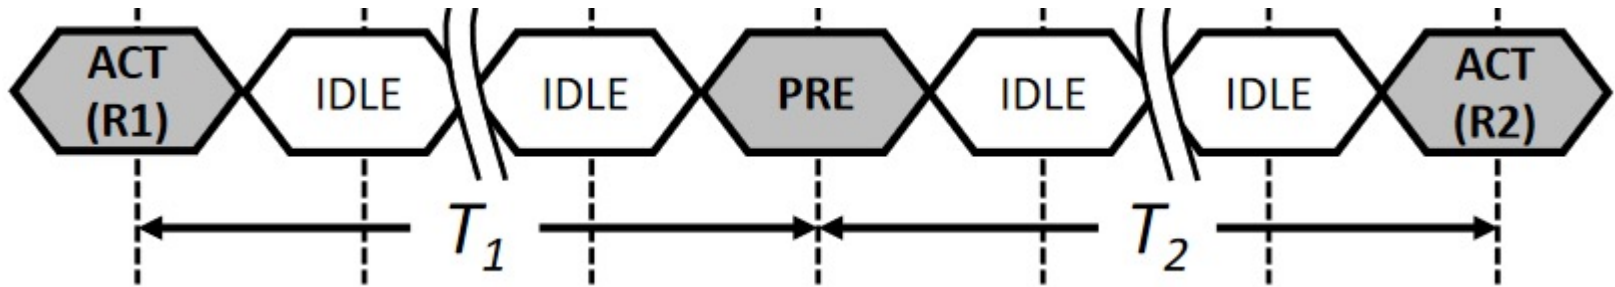 ACT
(R1)
IDLE
IDLE
PRE
IDLE
IDLE
ACT
(R2)
T1
T2